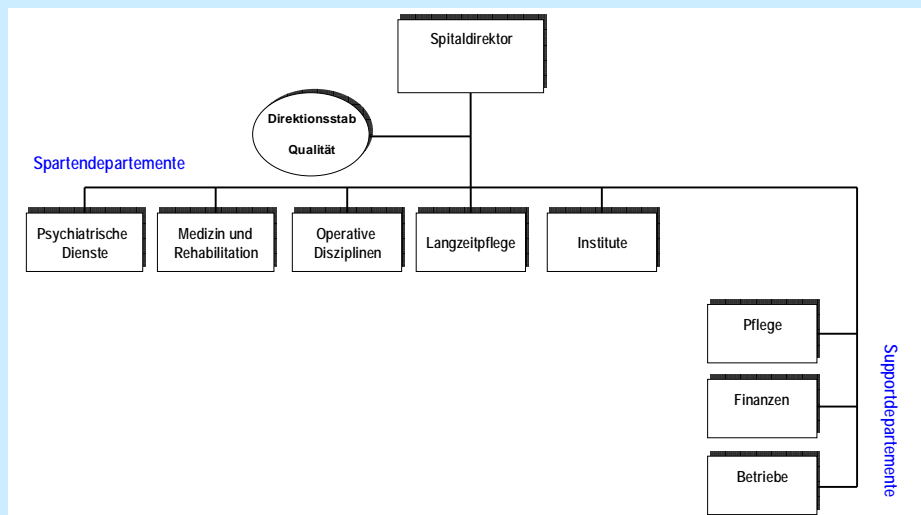 Spitaldirektor
Direktionsstab
Qualität
Spartendepartemente
Psychiatrische
Dienste
Medizin und
Rehabilitation
Operative
Disziplinen
Langzeitpflege
Institute
Pflege
Finanzen
Betriebe
Supportdepartemente